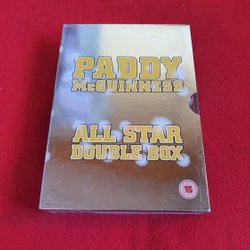 PADDY
McGUINNESS
ALL STAR
DOUBLE BOX
15